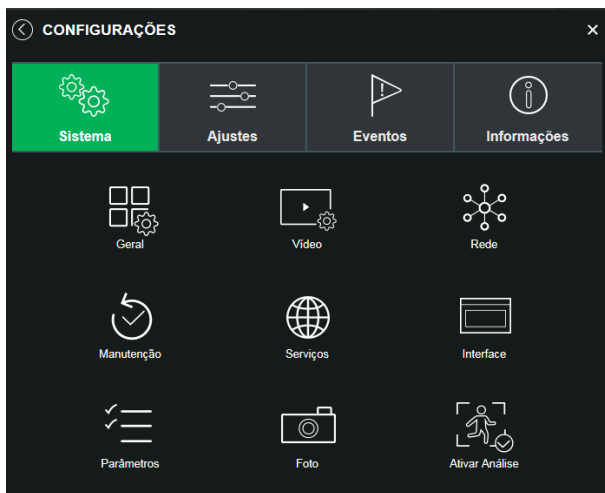 CONFIGURAÇÕES
Sistema Ajustes Eventos Informações
Geral Vídeo Rede
Manutenção Serviços Interface
Parâmetros Foto Ativar Análise